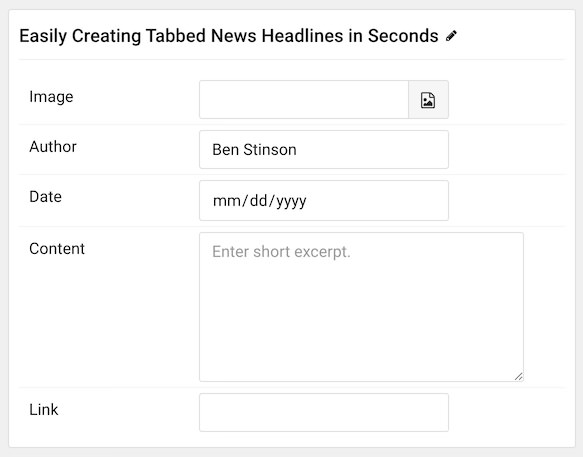 Easily Creating Tabbed News Headlines in Seconds
Image
Author
Ben Stinson
Date
mm/dd/yyyy
Content
Enter short excerpt.
Link